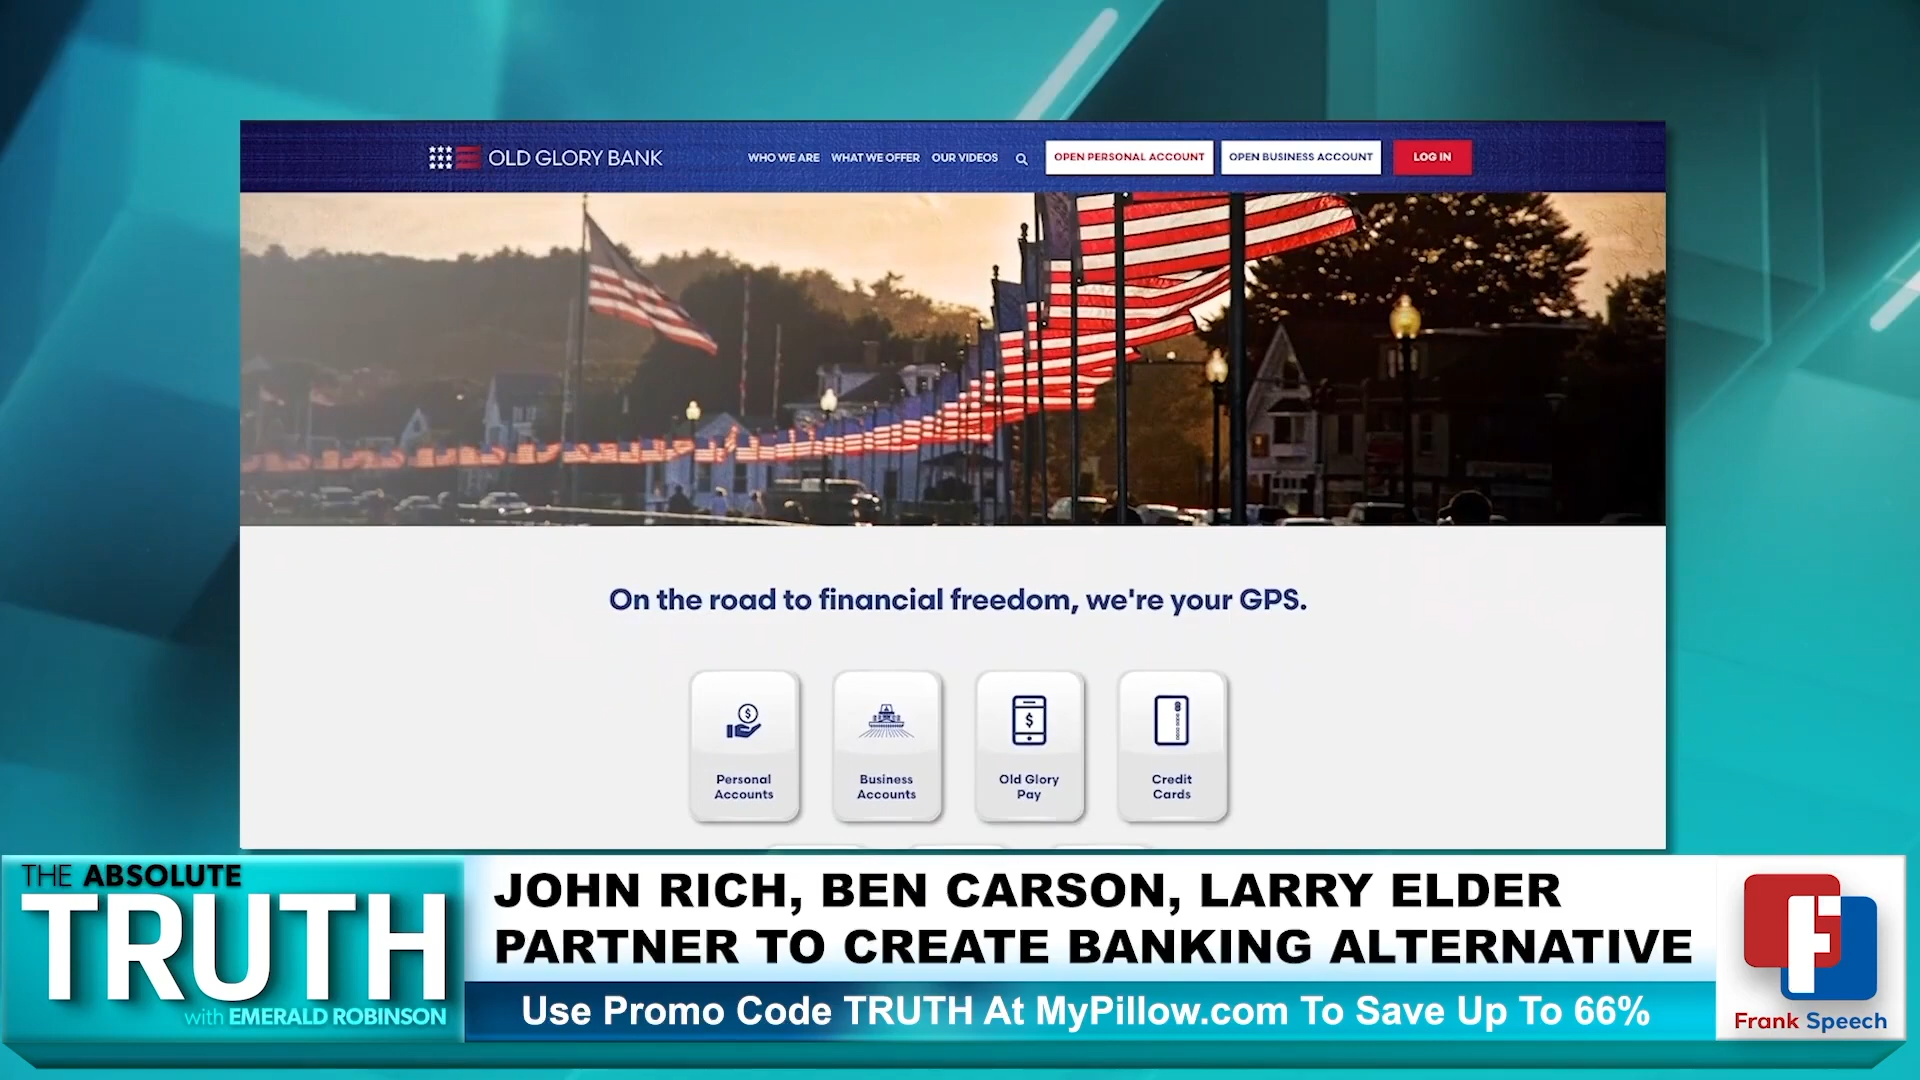 OLD GLORY BANK
WHO WE ARE WHAT WE OFFER OUR VIDEOS OPEN PERSONAL ACCOUNT OPEN BUSINESS ACCOUNT LOG IN
On the road to financial freedom, we're your GPS.
Personal
Accounts
Business
Accounts
Old Glory
Pay
Credit
Cards
THE ABSOLUTE
TRUTH
with EMERALD ROBINSON
JOHN RICH, BEN CARSON, LARRY ELDER
PARTNER TO CREATE BANKING ALTERNATIVE
Use Promo Code TRUTH At MyPillow.com To Save Up To 66%
F
Frank Speech